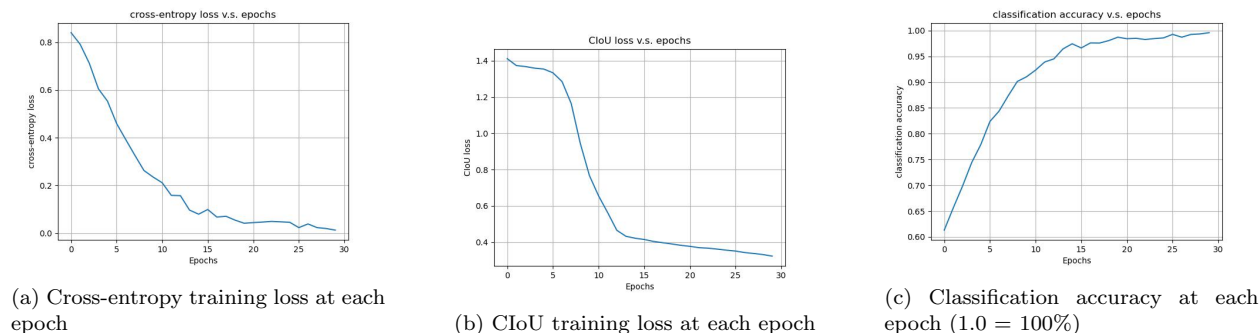 cross-entropy loss v.s. epochs
0.8
0.6
0.4
0.2
0.0
cross-entropy loss
0 5 10 15 20 25 30
Epochs
(a) Cross-entropy training loss at each
epoch
CIoU loss v.s. epochs
1.4
1.2
1.0
0.8
0.6
0.4
CIoU loss
0 5 10 15 20 25 30
Epochs
(b) CIoU training loss at each epoch
classification accuracy v.s. epochs
1.00
0.95
0.90
0.85
0.80
0.75
0.70
0.65
0.60
classification accuracy
0 5 10 15 20 25 30
Epochs
(c) Classification accuracy at each
epoch (1.0 = 100%)